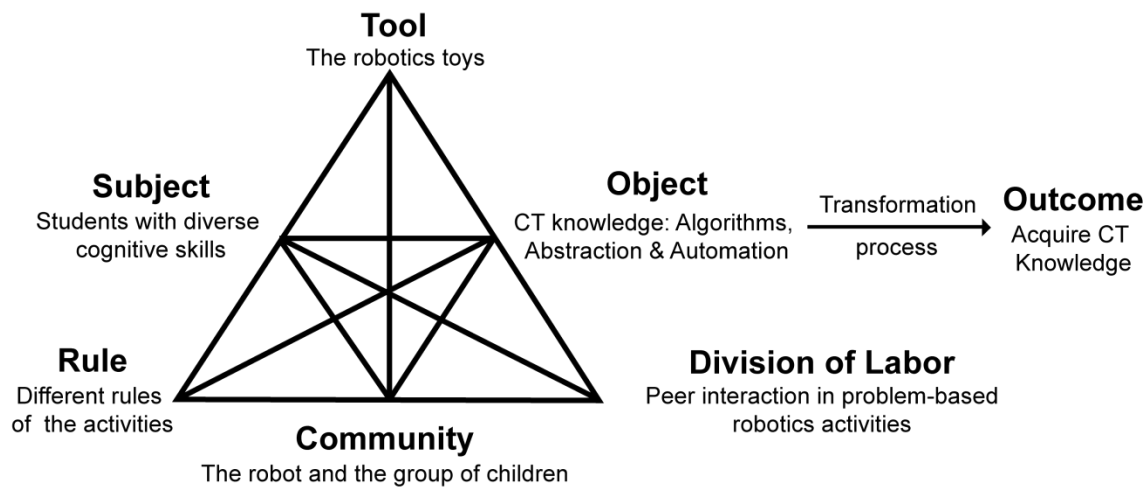 Tool
The robotics toys
Subject
Students with diverse
cognitive skills
Object
CT knowledge: Algorithms,
Abstraction & Automation
Transformation
process
Outcome
Acquire CT
Knowledge
Rule
Different rules
of the activities
Community
The robot and the group of children
Division of Labor
Peer interaction in problem-based
robotics activities